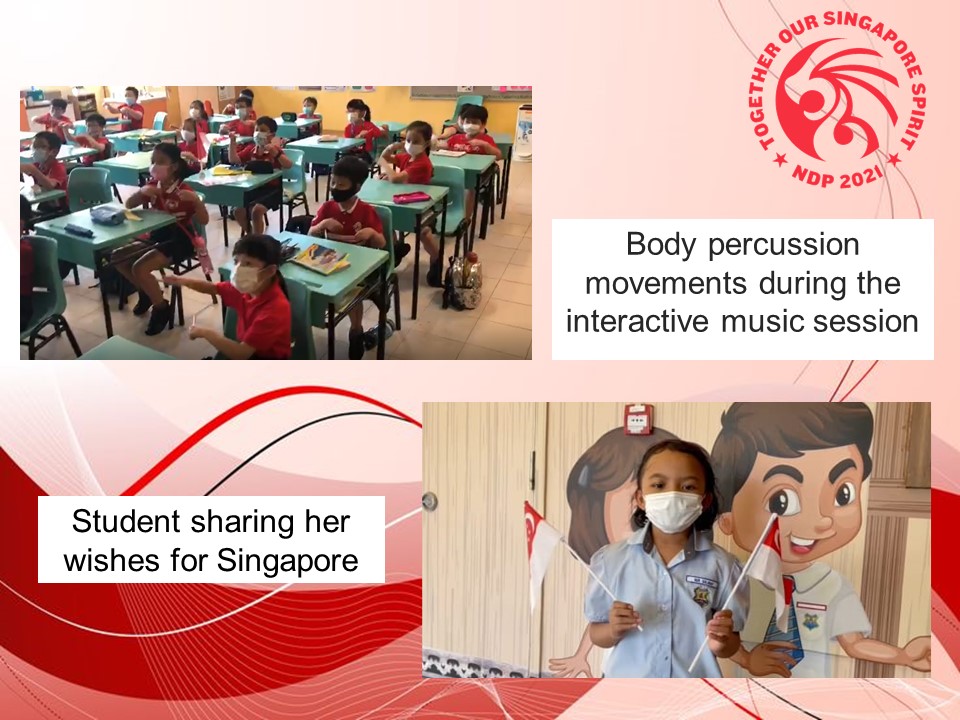 TOGETHER OUR SINGAPORE SPIRIT
NDP 2021
Body percussion
movements during the
interactive music session
Student sharing her
wishes for Singapore